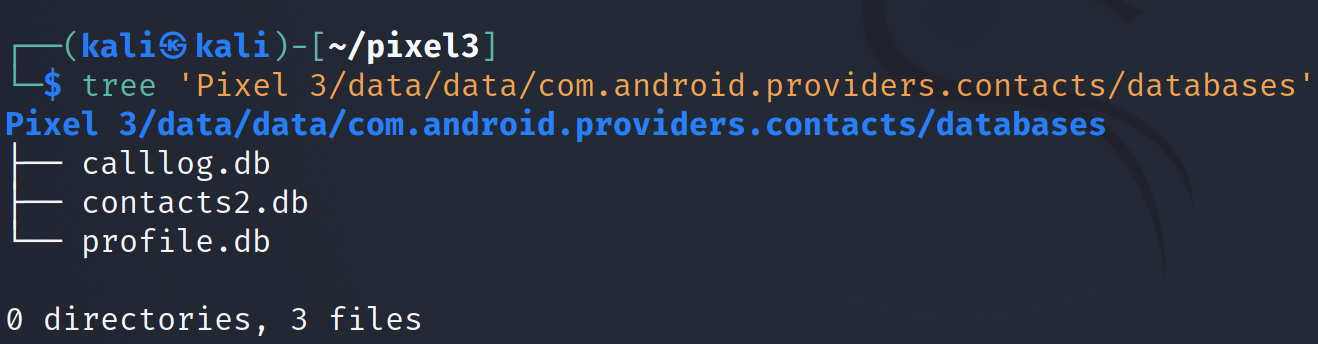 ┌──(kali㉿kali)-[~/pixel3]
└─$ tree 'Pixel 3/data/data/com.android.providers.contacts/databases'
Pixel 3/data/data/com.android.providers.contacts/databases
├── calllog.db
├── contacts2.db
└── profile.db
0 directories, 3 files